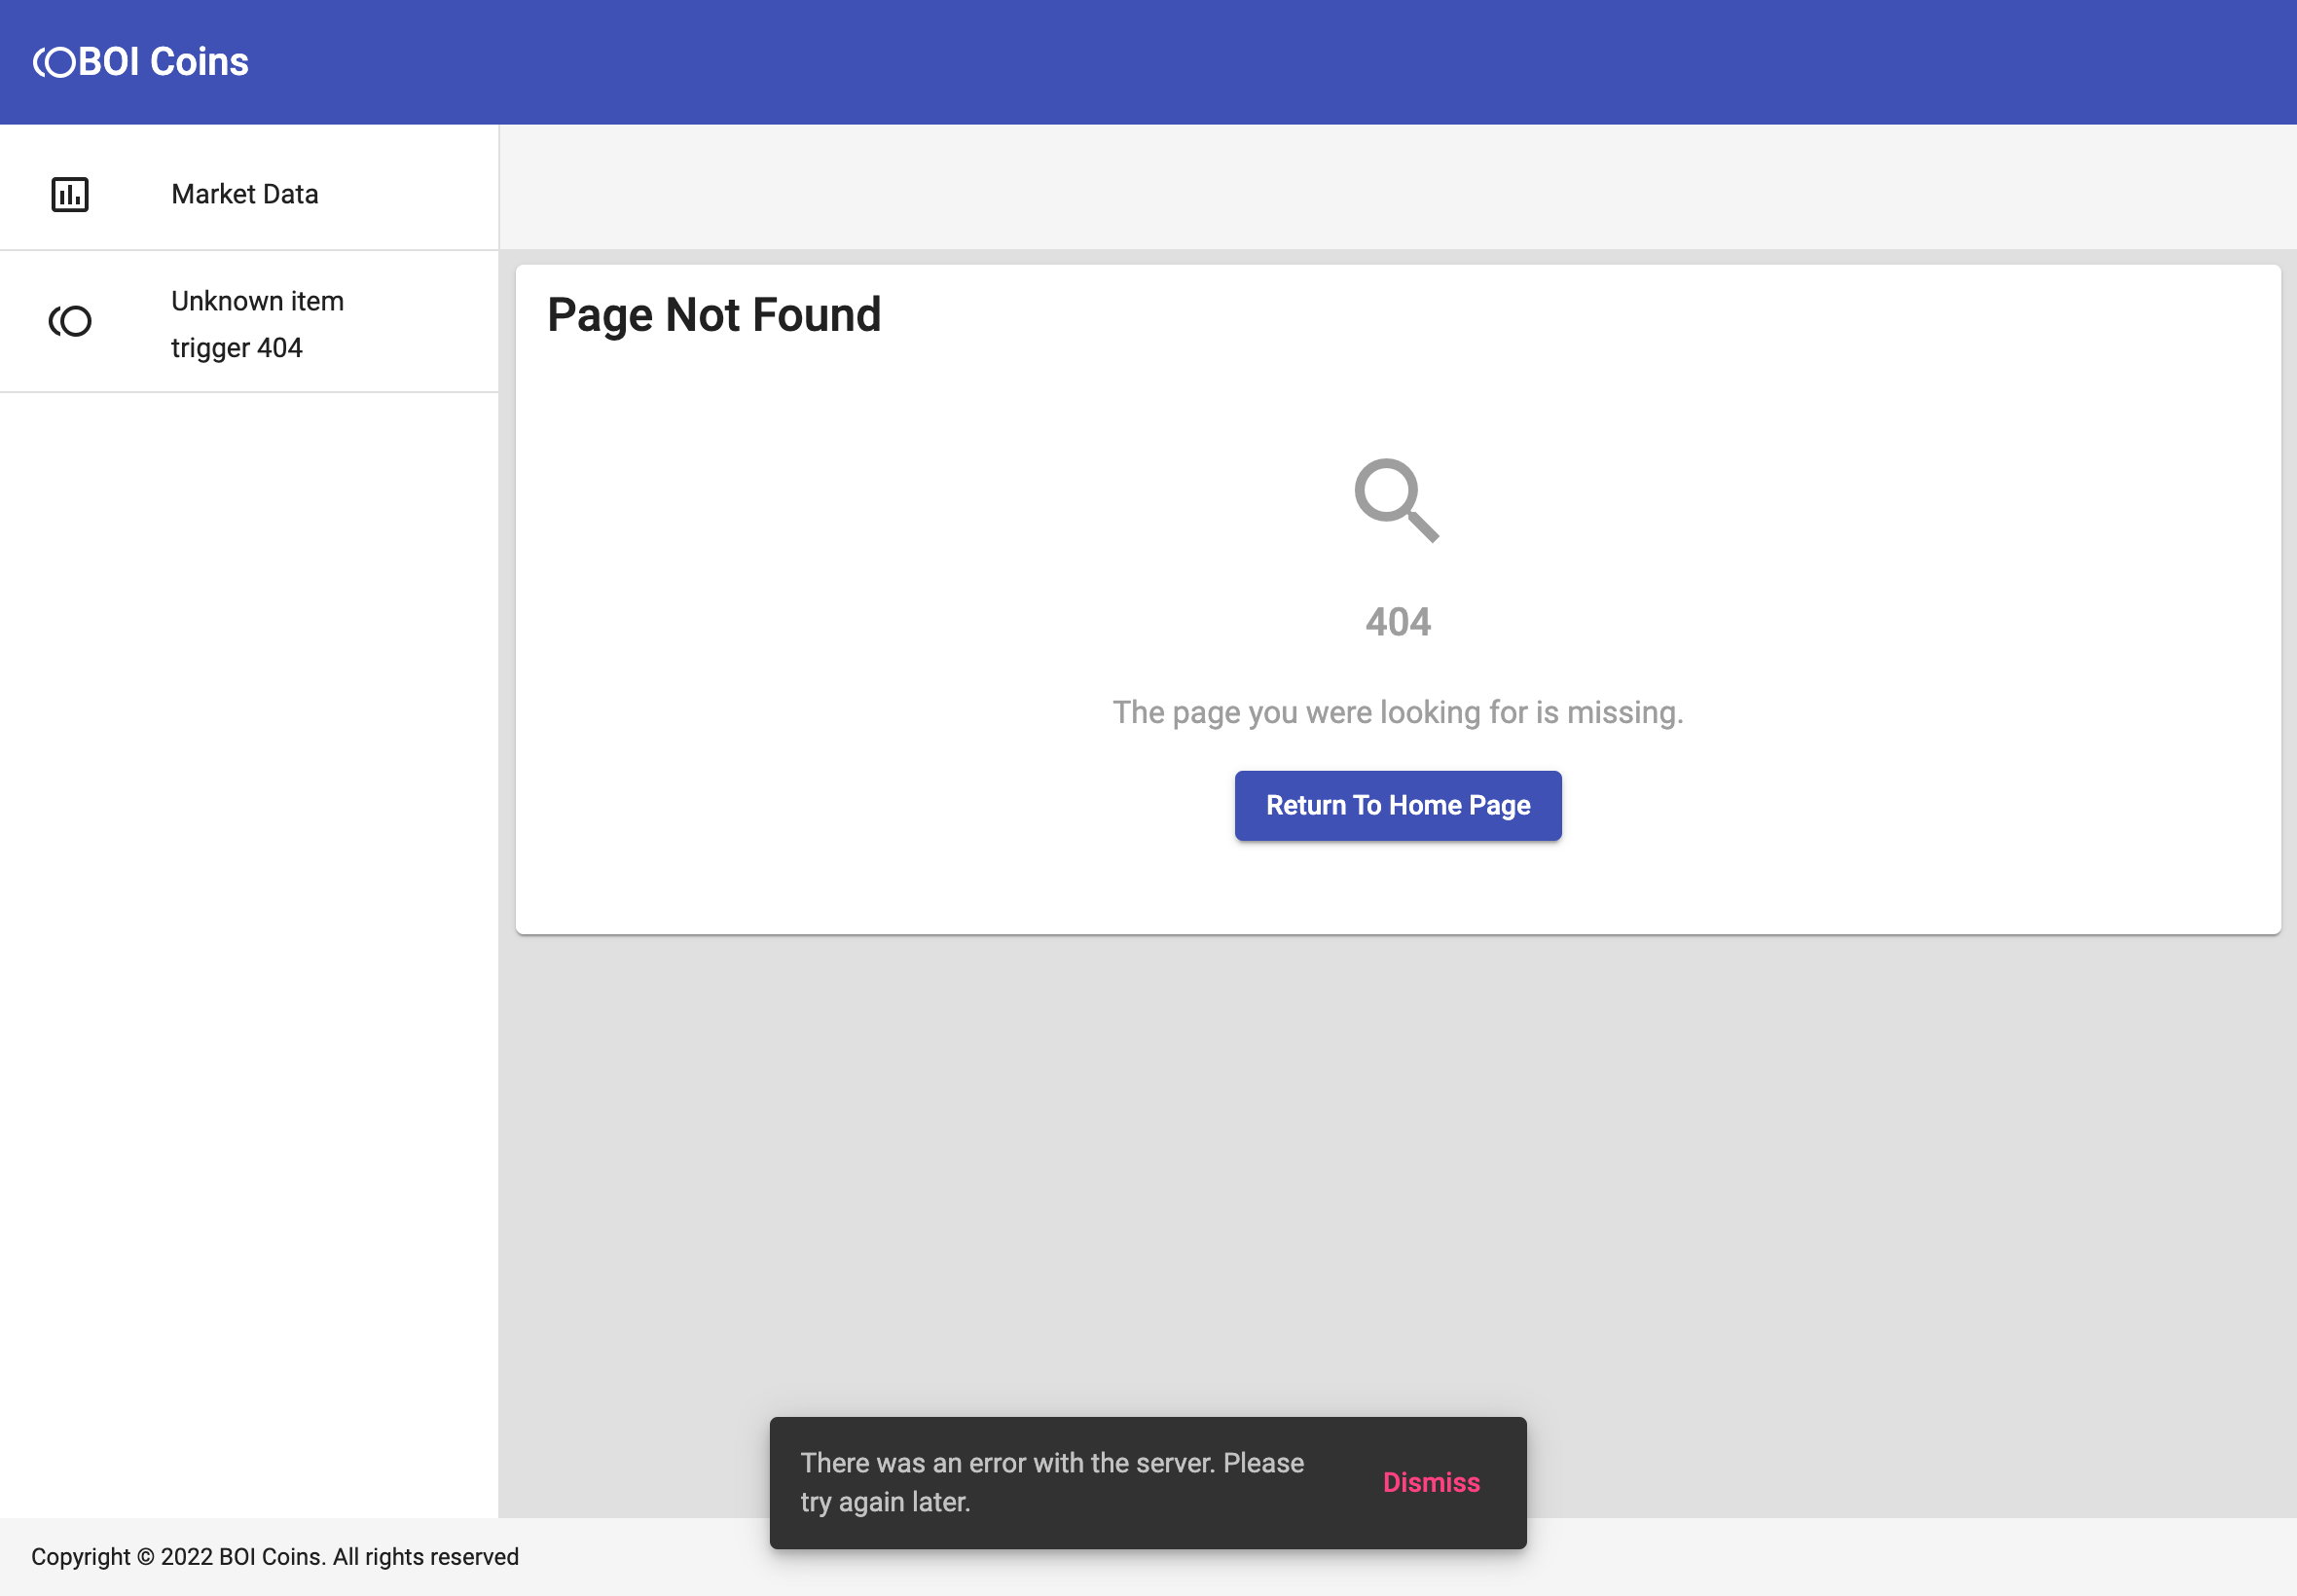 BOI Coins
Market Data
Unknown item
trigger 404
Page Not Found
404
The page you were looking for is missing.
Return To Home Page
There was an error with the server. Please
try again later.
Dismiss
Copyright © 2022 BOI Coins. All rights reserved